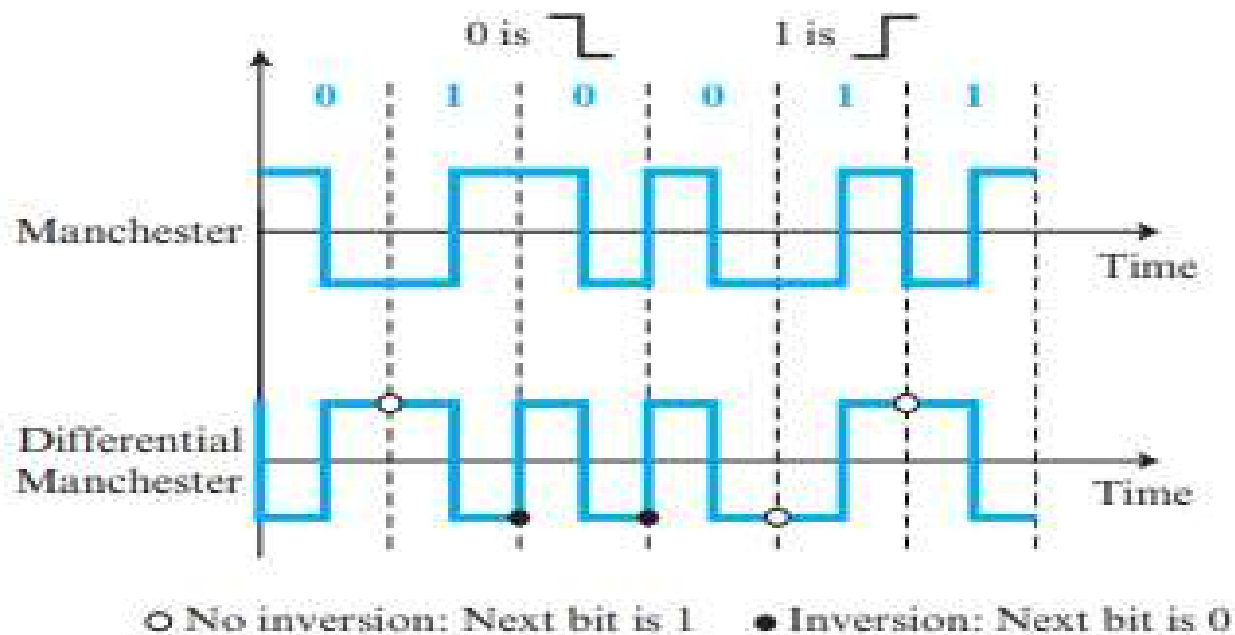 0 is 1 is
0 1 0 0 1 1
Manchester
Time
Differential
Manchester
Time
No inversion: Next bit is 1 Inversion: Next bit is 0